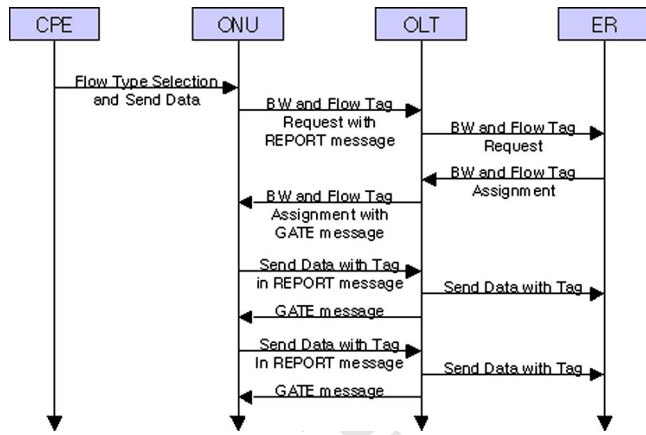 CPE
ONU
OLT
ER
Flow Type Selection
and Send Data
BW and Flow Tag
Request with
REPORT message
BW and Flow Tag
Request
BW and Flow Tag
Assignment
BW and Flow Tag
Assignment with
GATE message
Send Data with Tag
in REPORT message
Send Data with Tag
GATE message
Send Data with Tag
In REPORT message
Send Data with Tag
GATE message